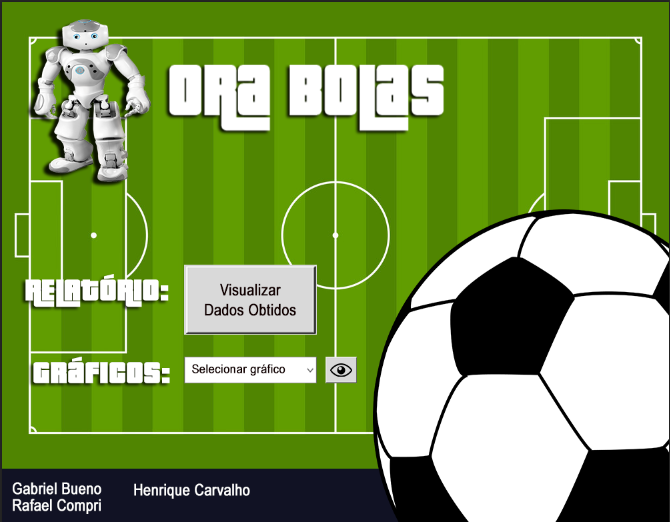 ORA BOLAS
RELATÓRIO:
Visualizar
Dados Obtidos
GRÁFICOS:
Selecionar gráfico
Gabriel Bueno
Henrique Carvalho
Rafael Compri